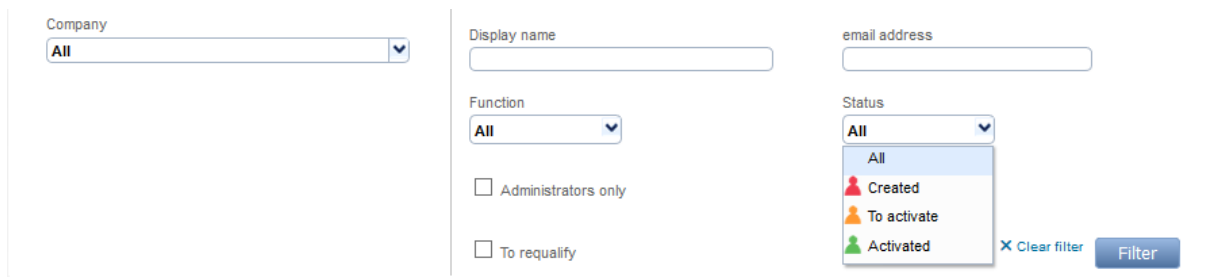 Company
All
Display name
email address
Function
All
Status
All
All
Created
To activate
Activated
Administrators only
To requalify
Clear filter
Filter